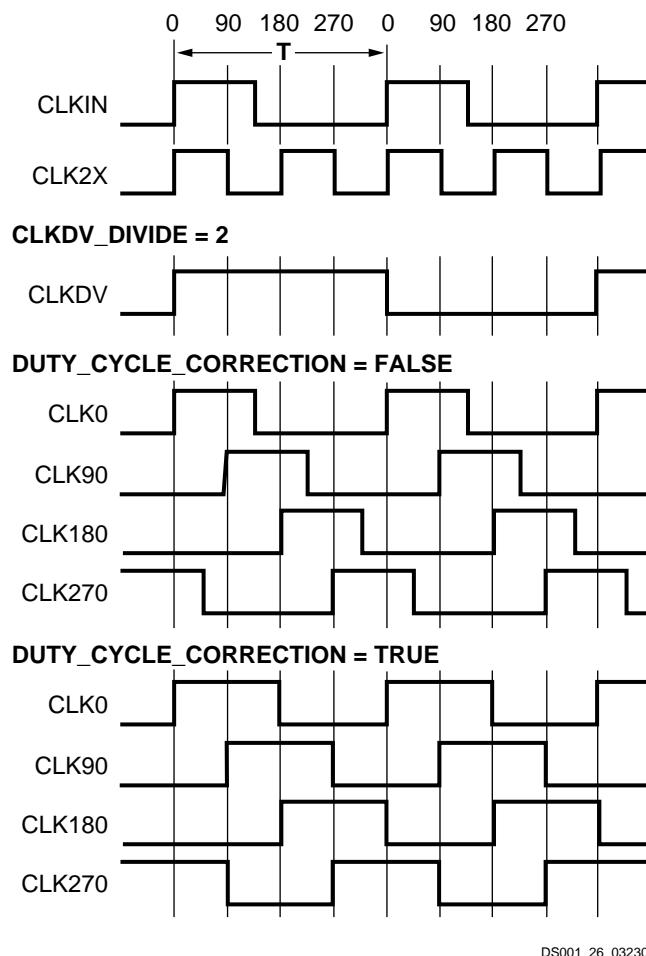 0 90 180 270 0 90 180 270
T
CLKIN
CLK2X
CLKDV_DIVIDE = 2
CLKDV
DUTY_CYCLE_CORRECTION = FALSE
CLK0
CLK90
CLK180
CLK270
DUTY_CYCLE_CORRECTION = TRUE
CLK0
CLK90
CLK180
CLK270
DS001_26_03230